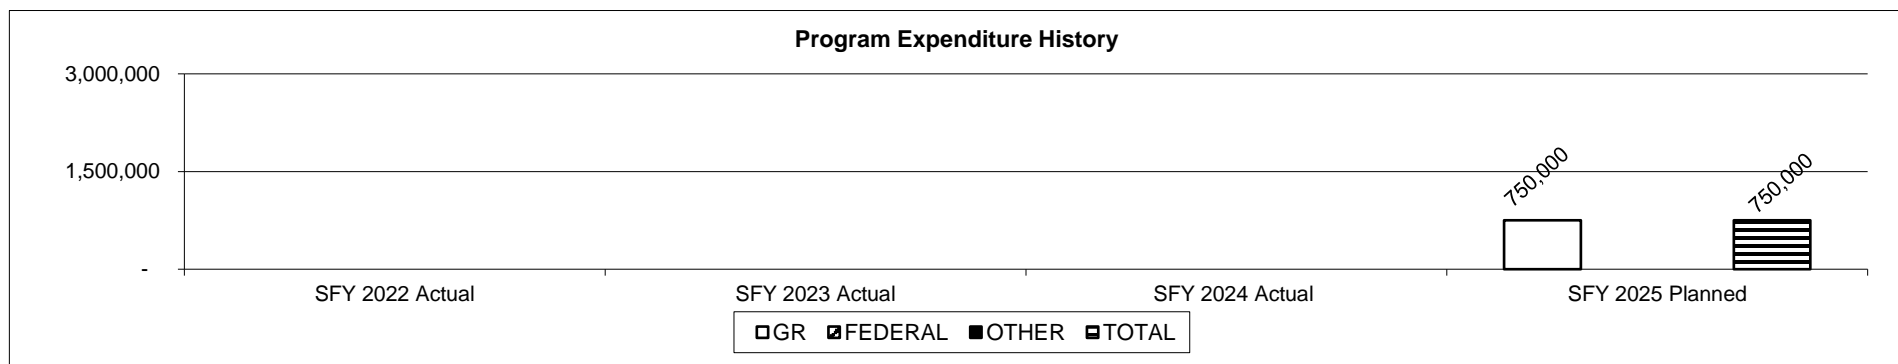 Program Expenditure History
3,000,000
1,500,000
-
750,000
750,000
SFY 2022 Actual
SFY 2023 Actual
SFY 2024 Actual
SFY 2025 Planned
GR FEDERAL OTHER TOTAL